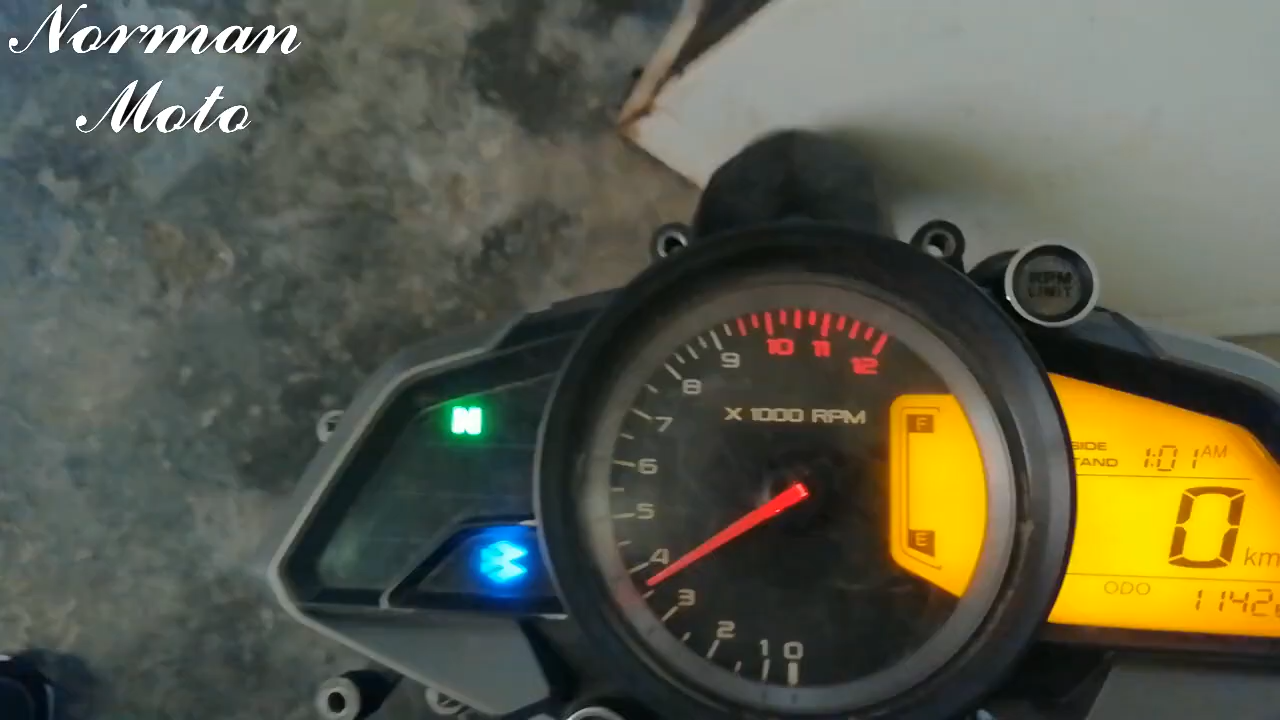 Norman
Moto
RPM
LIMIT
9
10
11
12
8
7
6
5
4
3
2
1
0
X 1000 RPM
N
F
E
SIDE
TAND
1:01 AM
0
km
ODO
1142